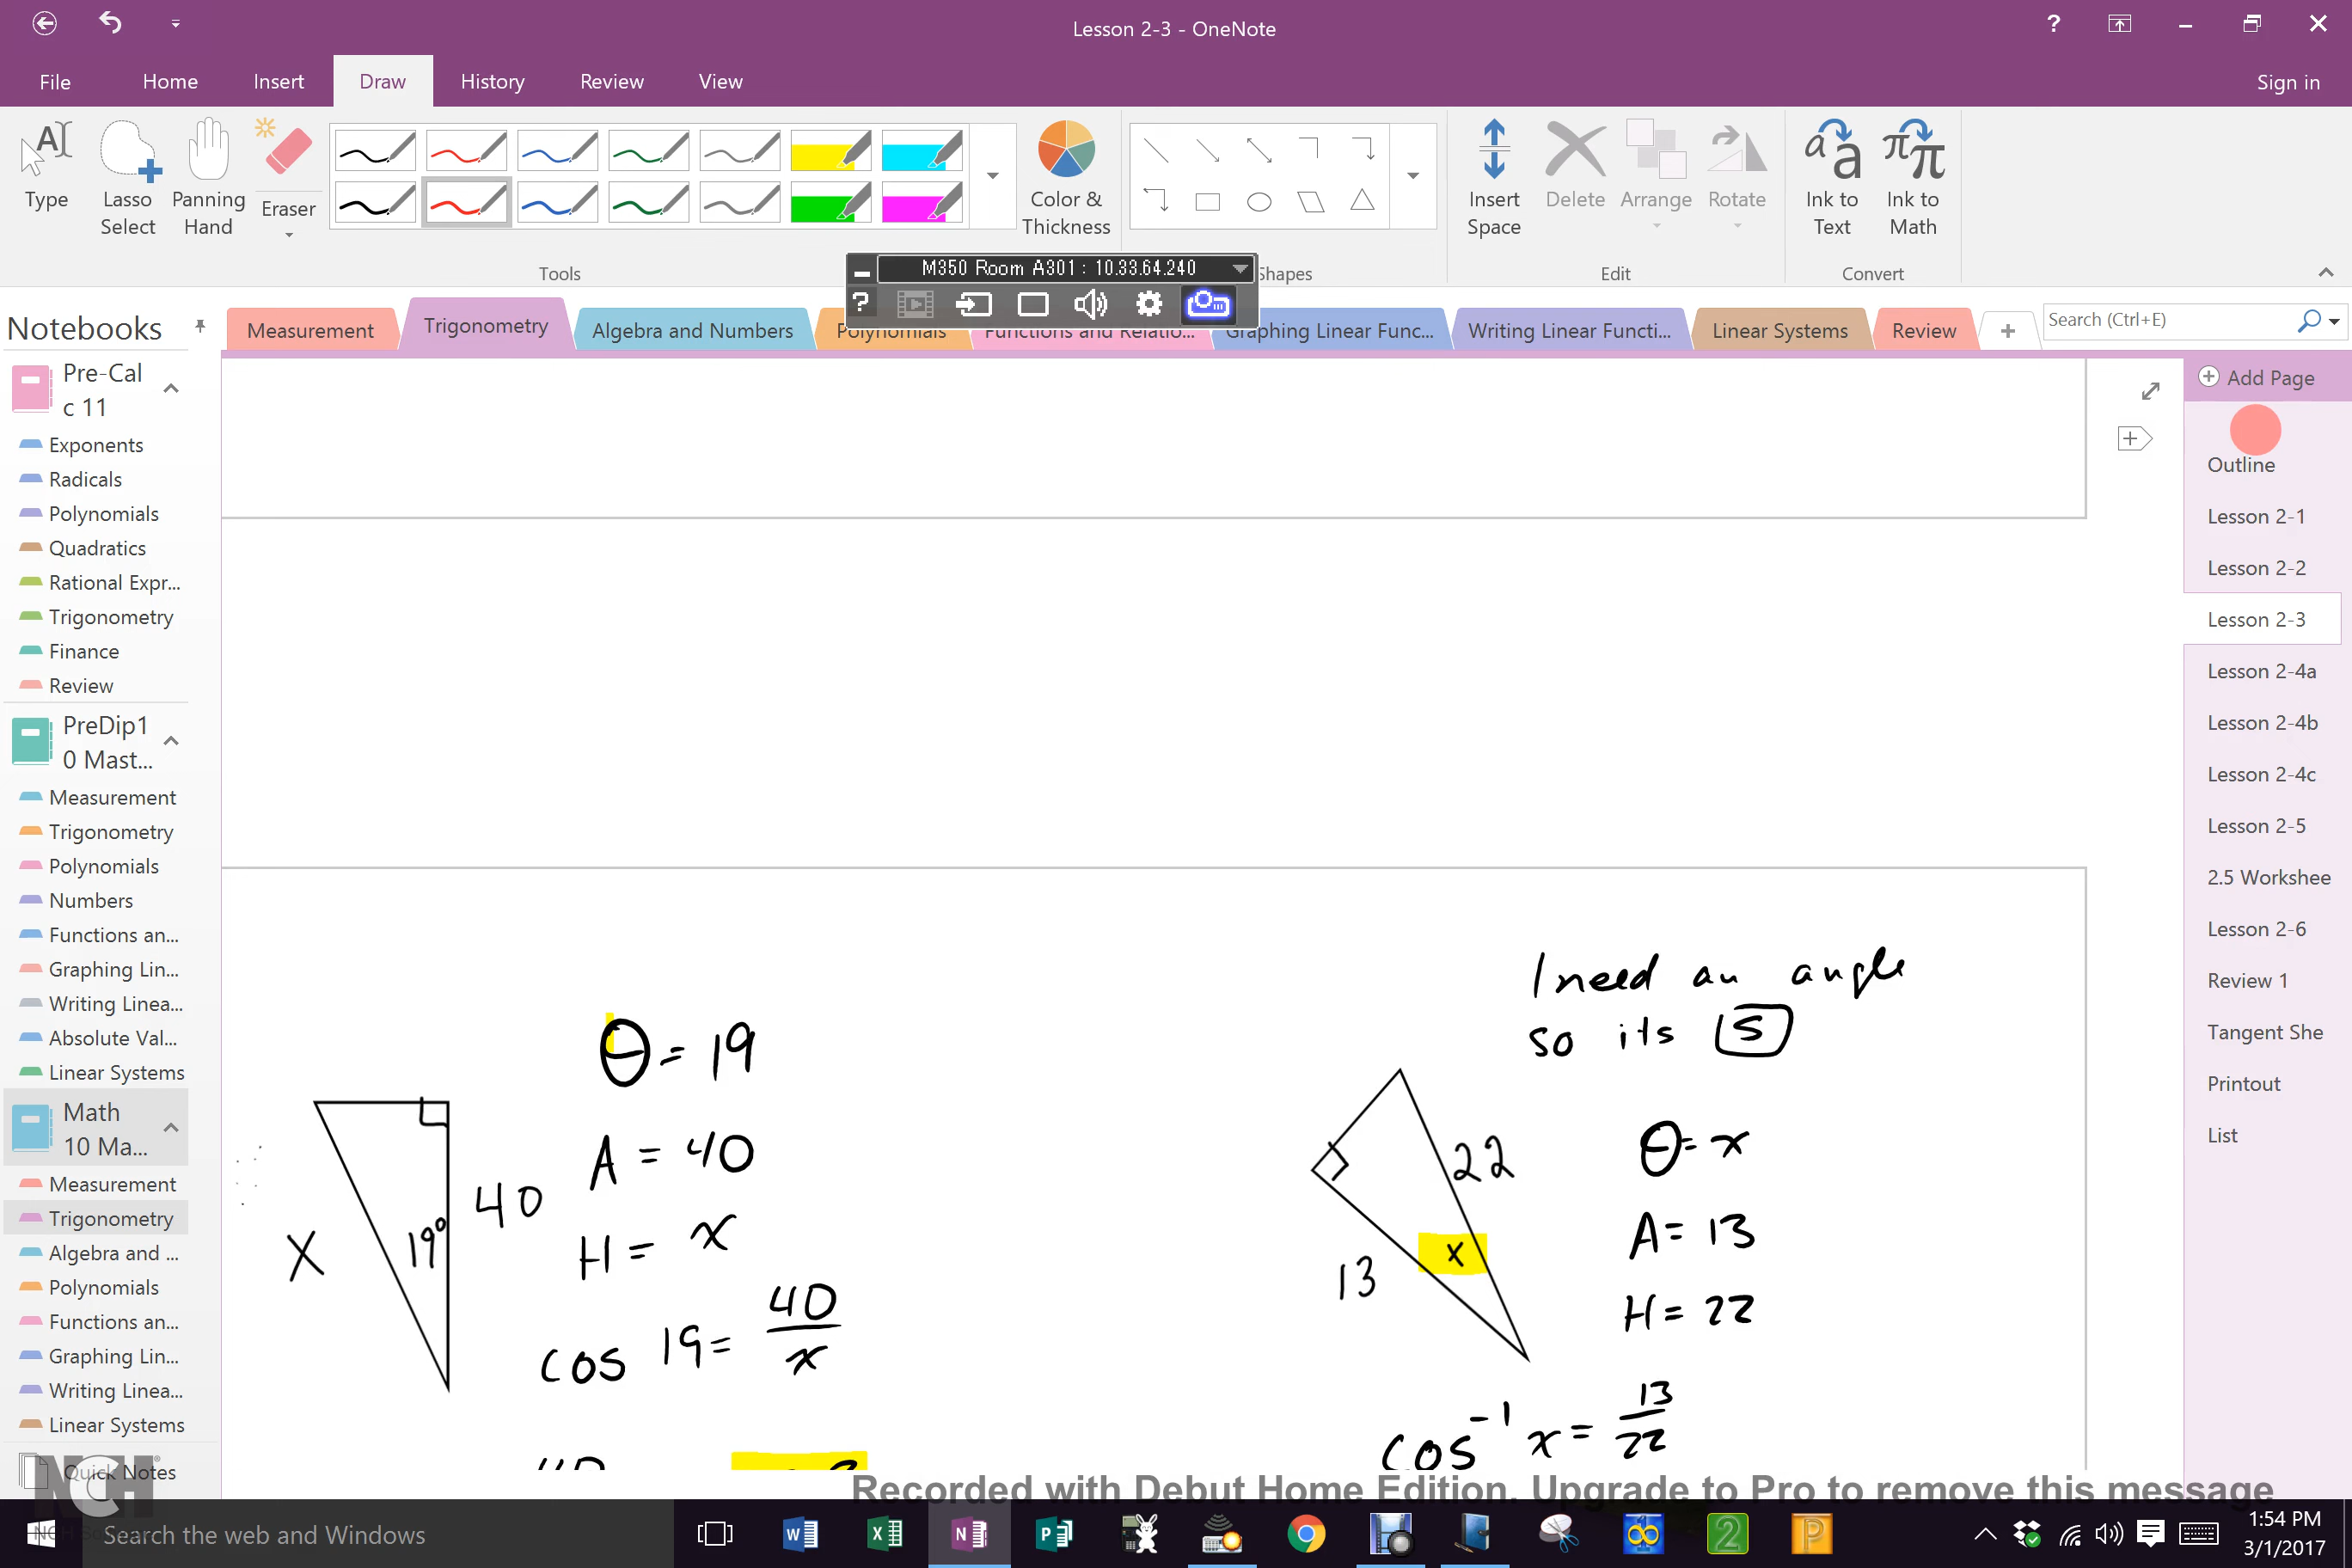 Lesson 2-3 - OneNote
?
File Home Insert Draw History Review View Sign in
Type
Lasso Select
Panning Hand
Eraser
Color & Thickness
Insert Space
Delete
Arrange
Rotate
Ink to Text
Ink to Math
Tools
Shapes
Edit
Convert
M350 Room A301 : 10.33.64.240
?
Notebooks
Measurement
Trigonometry
Algebra and Numbers
Polynomials
Functions and Relatio...
Graphing Linear Func...
Writing Linear Functi...
Linear Systems
Review
+
Search (Ctrl+E)
Pre-Cal
c 11
Exponents
Radicals
Polynomials
Quadratics
Rational Expr...
Trigonometry
Finance
Review
PreDip1
0 Mast...
Measurement
Trigonometry
Polynomials
Numbers
Functions an...
Graphing Lin...
Writing Linea...
Absolute Val...
Linear Systems
Math
10 Ma...
Measurement
Trigonometry
Algebra and ...
Polynomials
Functions an...
Graphing Lin...
Writing Linea...
Linear Systems
Quick Notes
NCH
θ = 19
A = 40
H = x
cos 19 = 40/x
X
19°
40
40
I need an angle
so its S
22
13
x
θ = x
A = 13
H = 22
cos⁻¹ x = 13/22
Add Page
Outline
Lesson 2-1
Lesson 2-2
Lesson 2-3
Lesson 2-4a
Lesson 2-4b
Lesson 2-4c
Lesson 2-5
2.5 Workshee
Lesson 2-6
Review 1
Tangent She
Printout
List
Recorded with Debut Home Edition. Upgrade to Pro to remove this message
Search the web and Windows
1:54 PM
3/1/2017